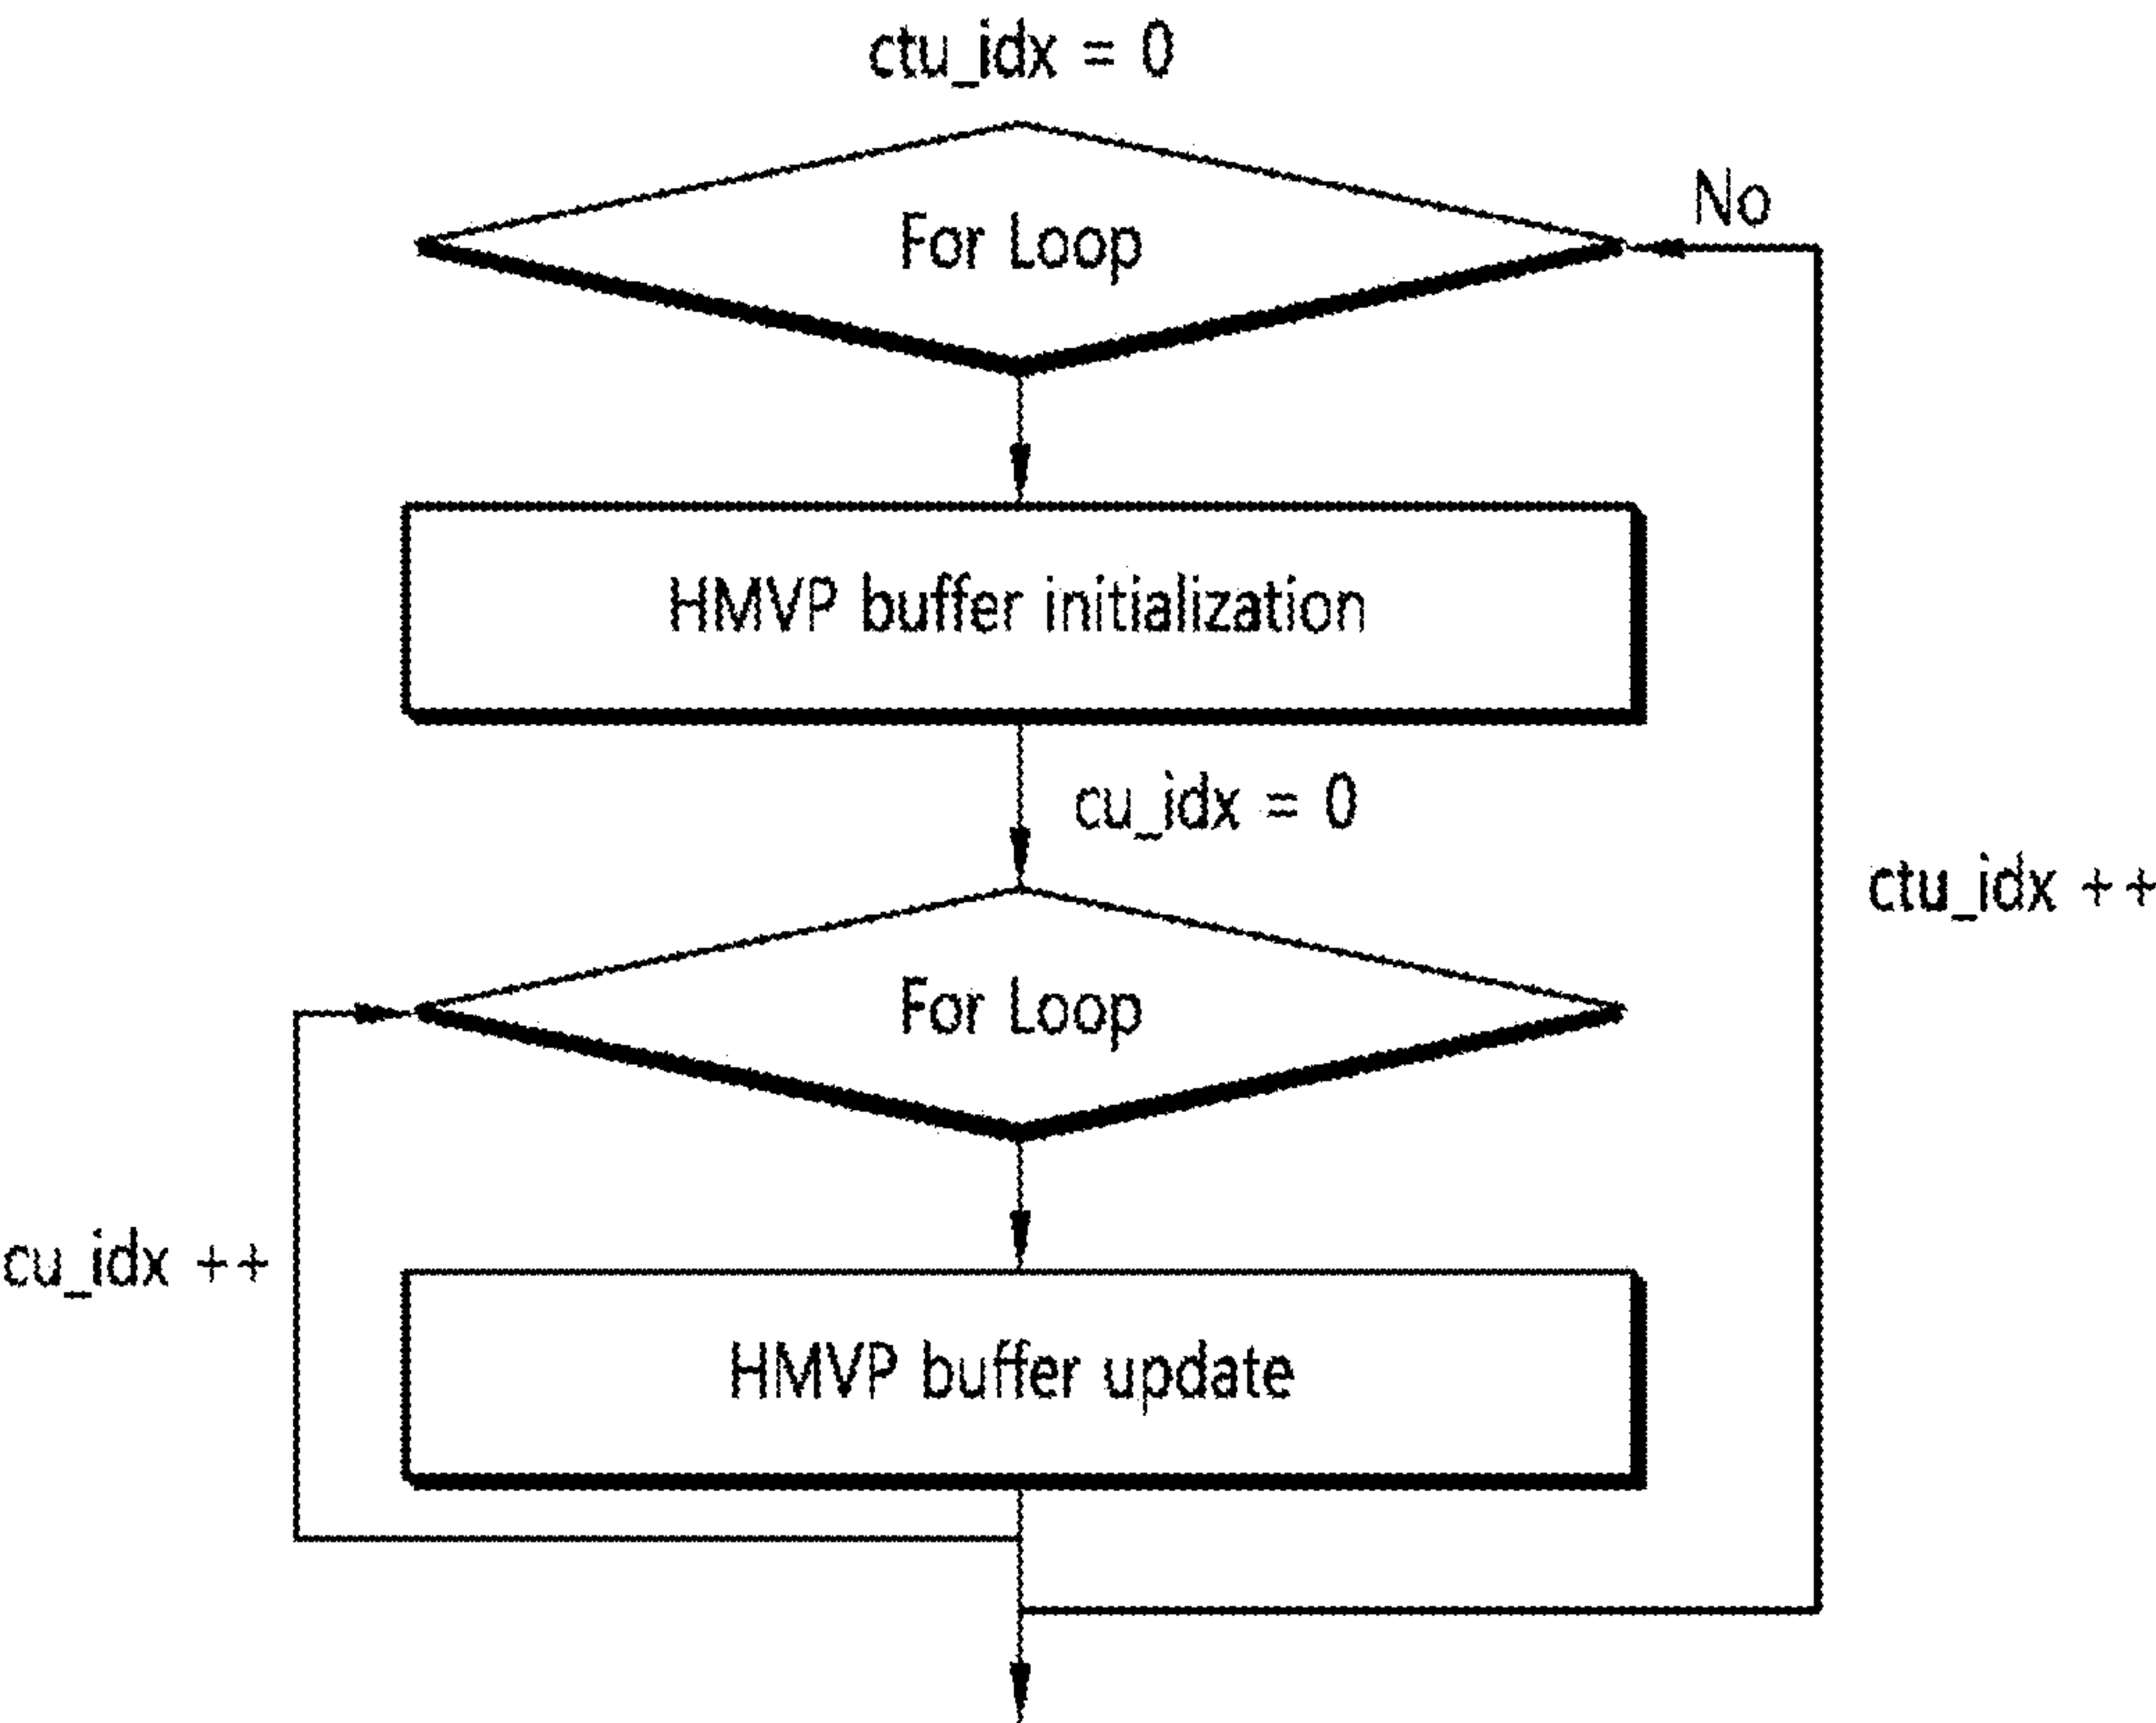 ctu_idx = 0
For Loop
No
HMVP buffer initialization
cu_idx = 0
ctu_idx ++
For Loop
cu_idx ++
HMVP buffer update